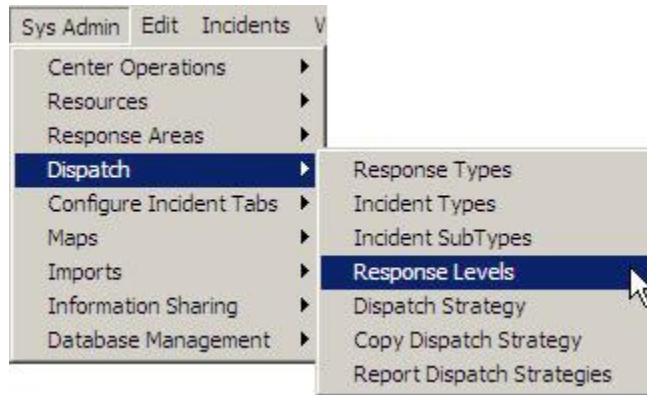 Sys Admin Edit Incidents
Center Operations
Resources
Response Areas
Dispatch
Configure Incident Tabs
Maps
Imports
Information Sharing
Database Management
Response Types
Incident Types
Incident SubTypes
Response Levels
Dispatch Strategy
Copy Dispatch Strategy
Report Dispatch Strategies